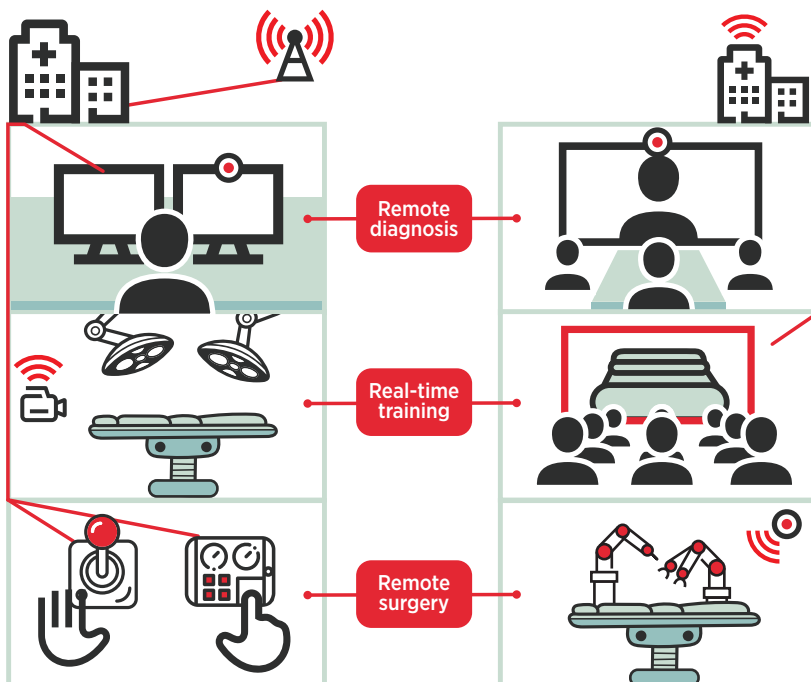 Remote
diagnosis
Real-time
training
Remote
surgery